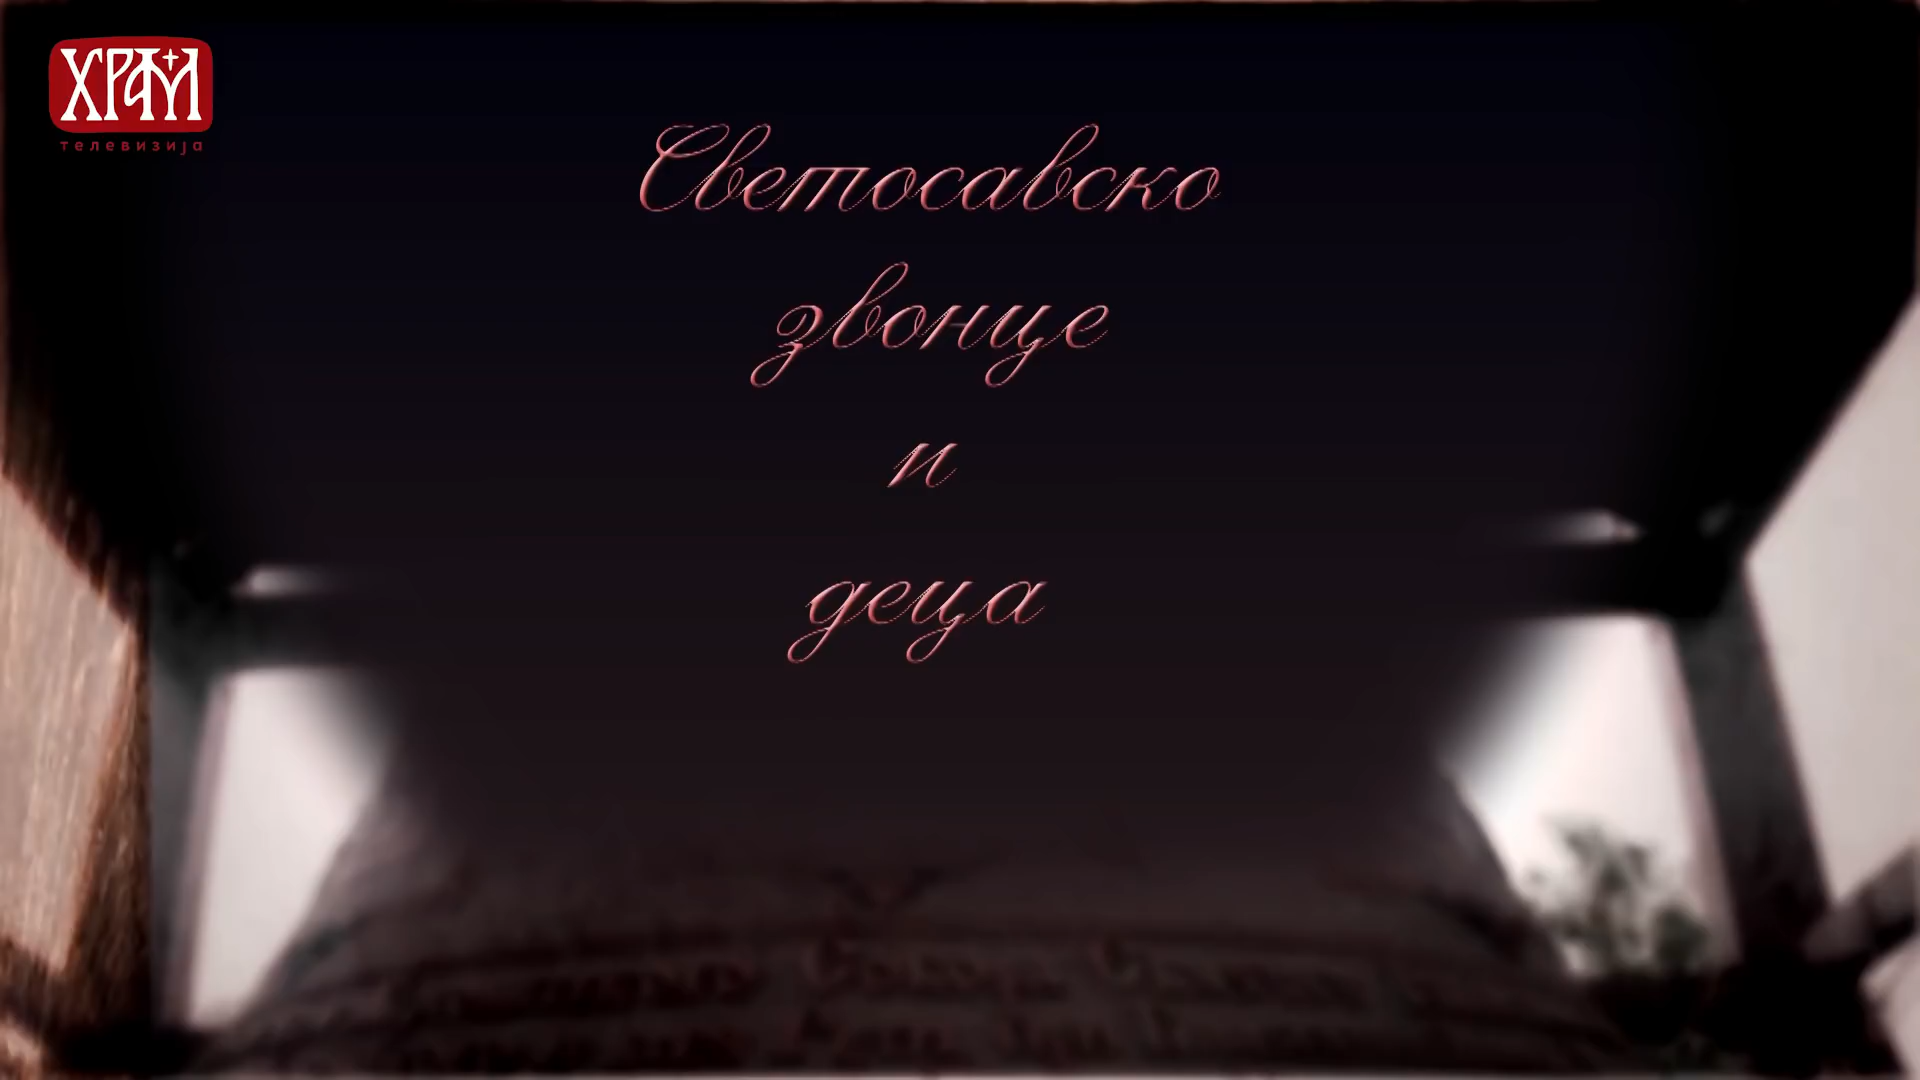 ХРАМ
телевизија
Светосавско
звонце
и
деца